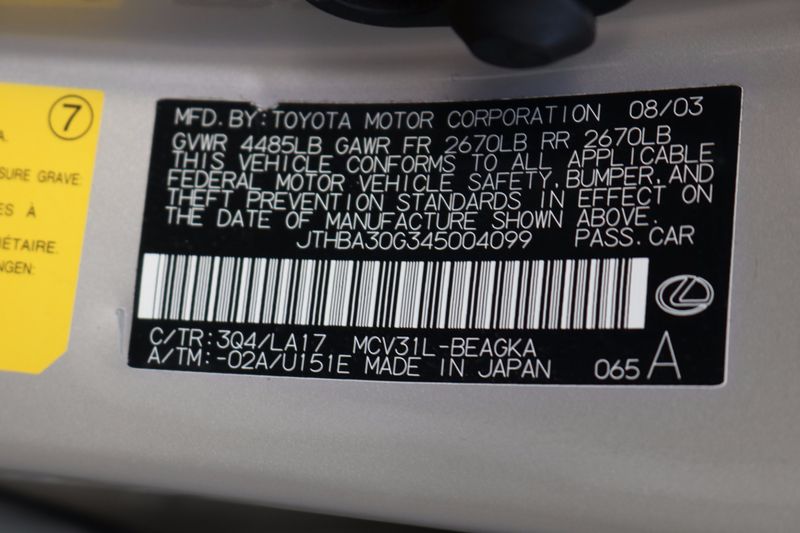 7
A.
SURE GRAVE:
ES À
IÉTAIRE.
NGEN:
MFD. BY: TOYOTA MOTOR CORPORATION 08/03
GVWR 4485LB GAWR FR 2670LB RR 2670LB
THIS VEHICLE CONFORMS TO ALL APPLICABLE
FEDERAL MOTOR VEHICLE SAFETY, BUMPER, AND
THEFT PREVENTION STANDARDS IN EFFECT ON
THE DATE OF MANUFACTURE SHOWN ABOVE.
JTHBA30G345004099 PASS.CAR
C/TR: 3Q4/LA17 MCV31L-BEAGKA
A/TM: -02A/U151E MADE IN JAPAN 065 A